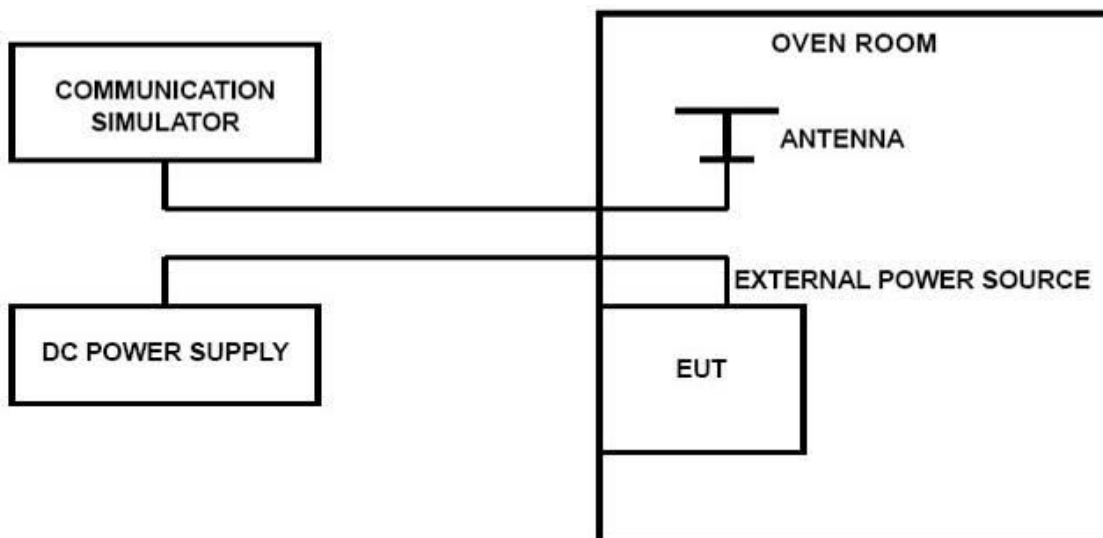 OVEN ROOM
COMMUNICATION
SIMULATOR
ANTENNA
EXTERNAL POWER SOURCE
DC POWER SUPPLY
EUT